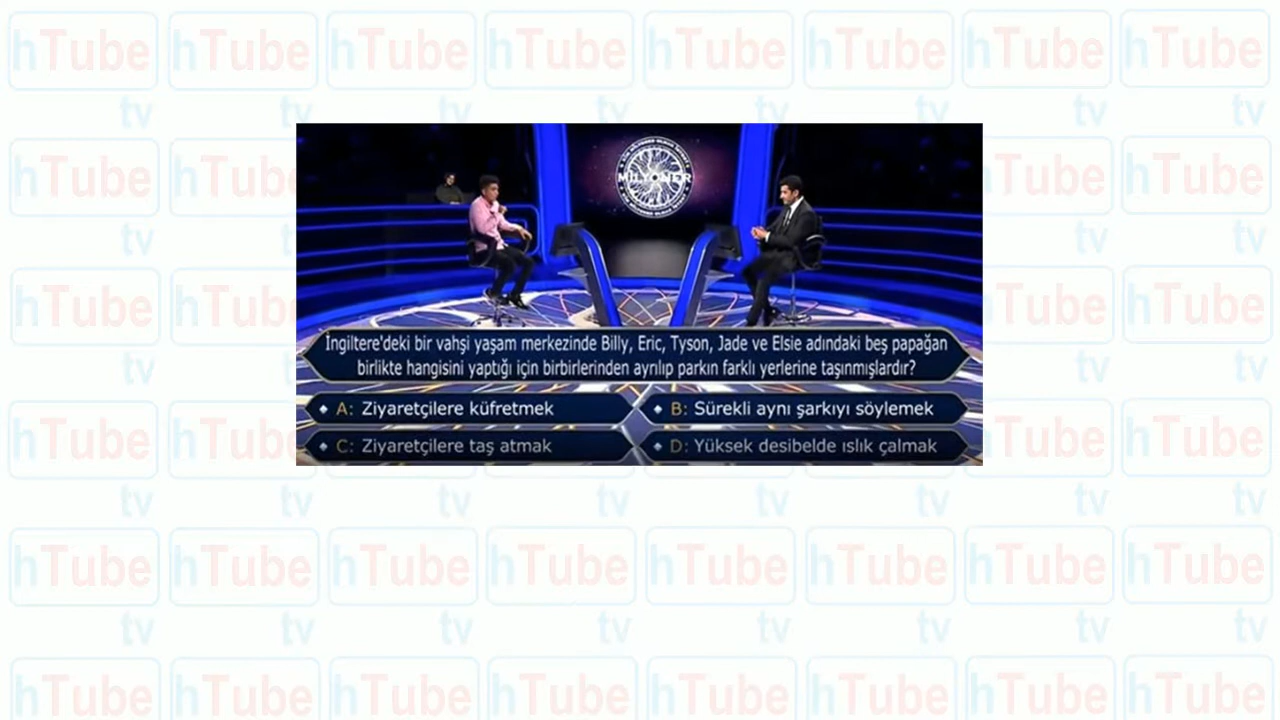 MİLYONER
İngiltere'deki bir vahşi yaşam merkezinde Billy, Eric, Tyson, Jade ve Elsie adındaki beş papağan
birlikte hangisini yaptığı için birbirlerinden ayrılıp parkın farklı yerlerine taşınmışlardır?
A: Ziyaretçilere küfretmek
B: Sürekli aynı şarkıyı söylemek
C: Ziyaretçilere taş atmak
D: Yüksek desibelde ıslık çalmak
hTube
tv